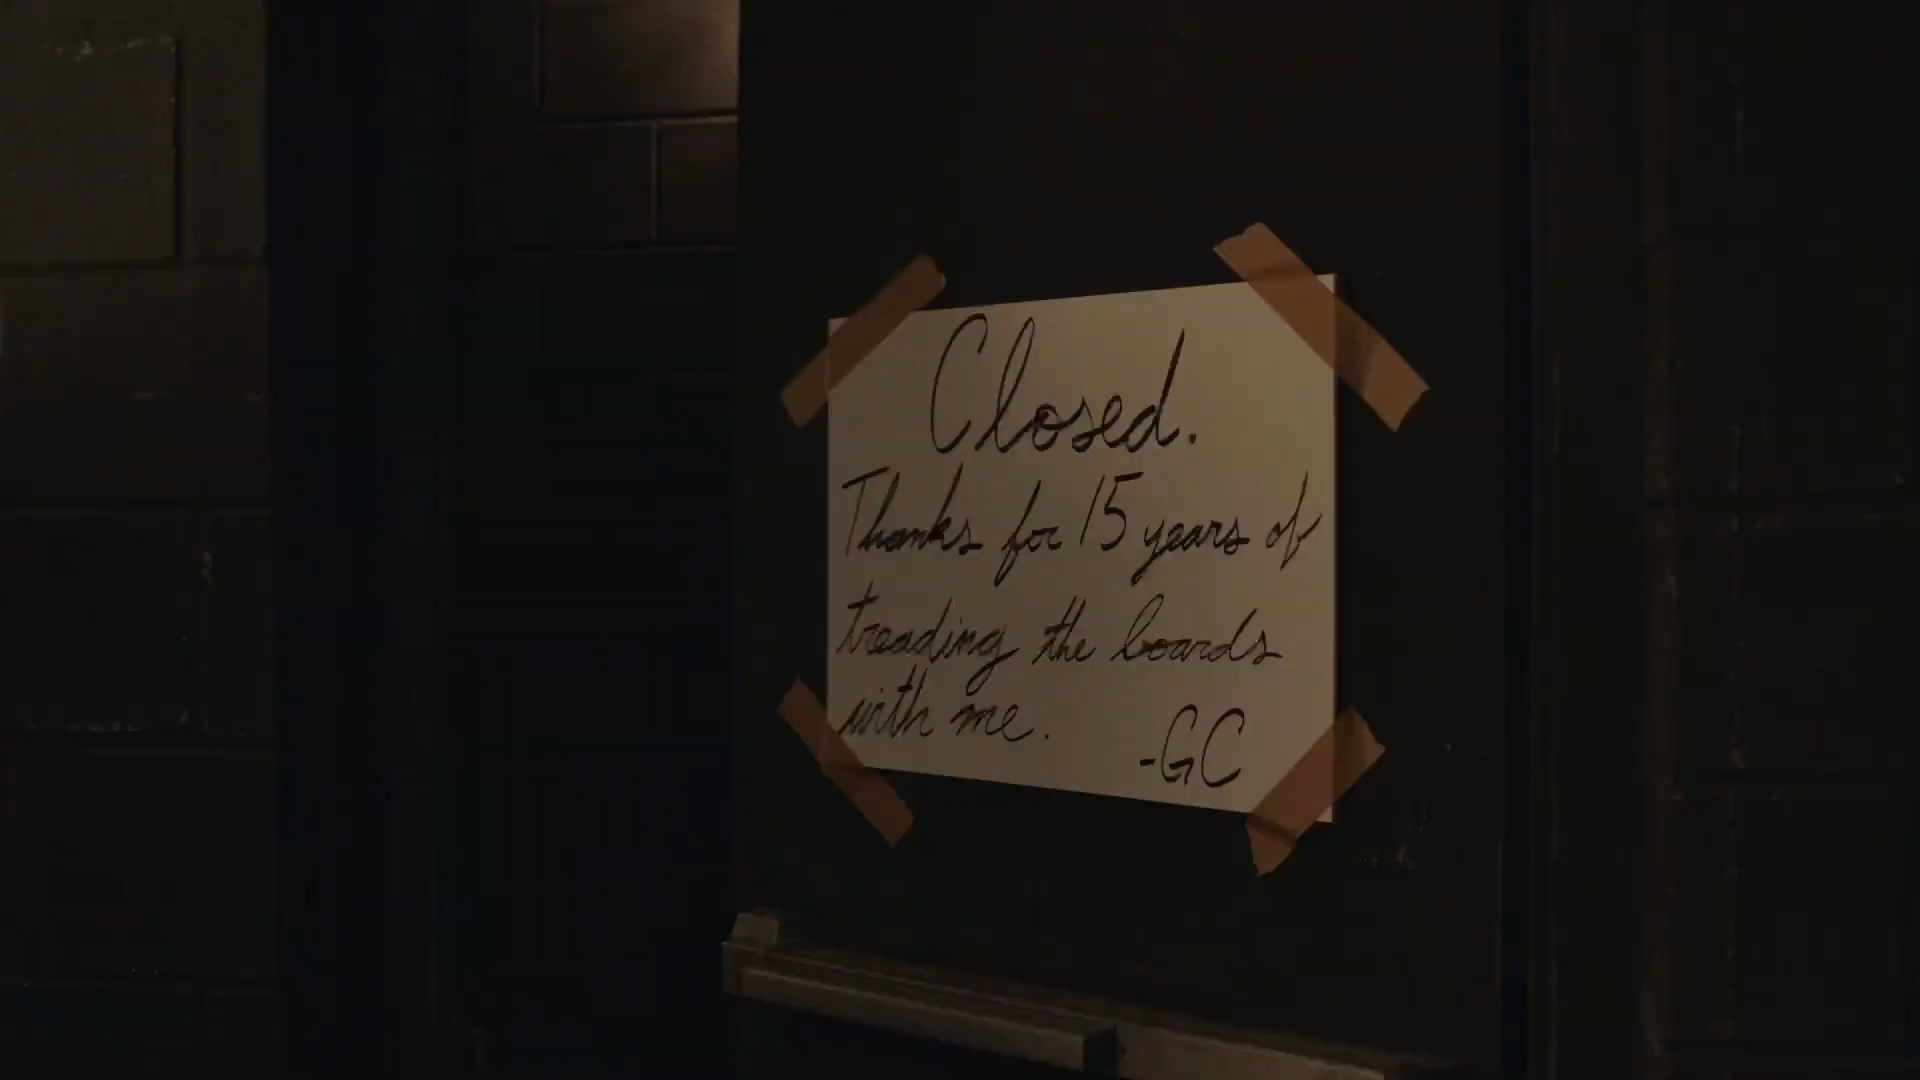 Closed.
Thanks for 15 years of
treading the boards
with me.
-GC